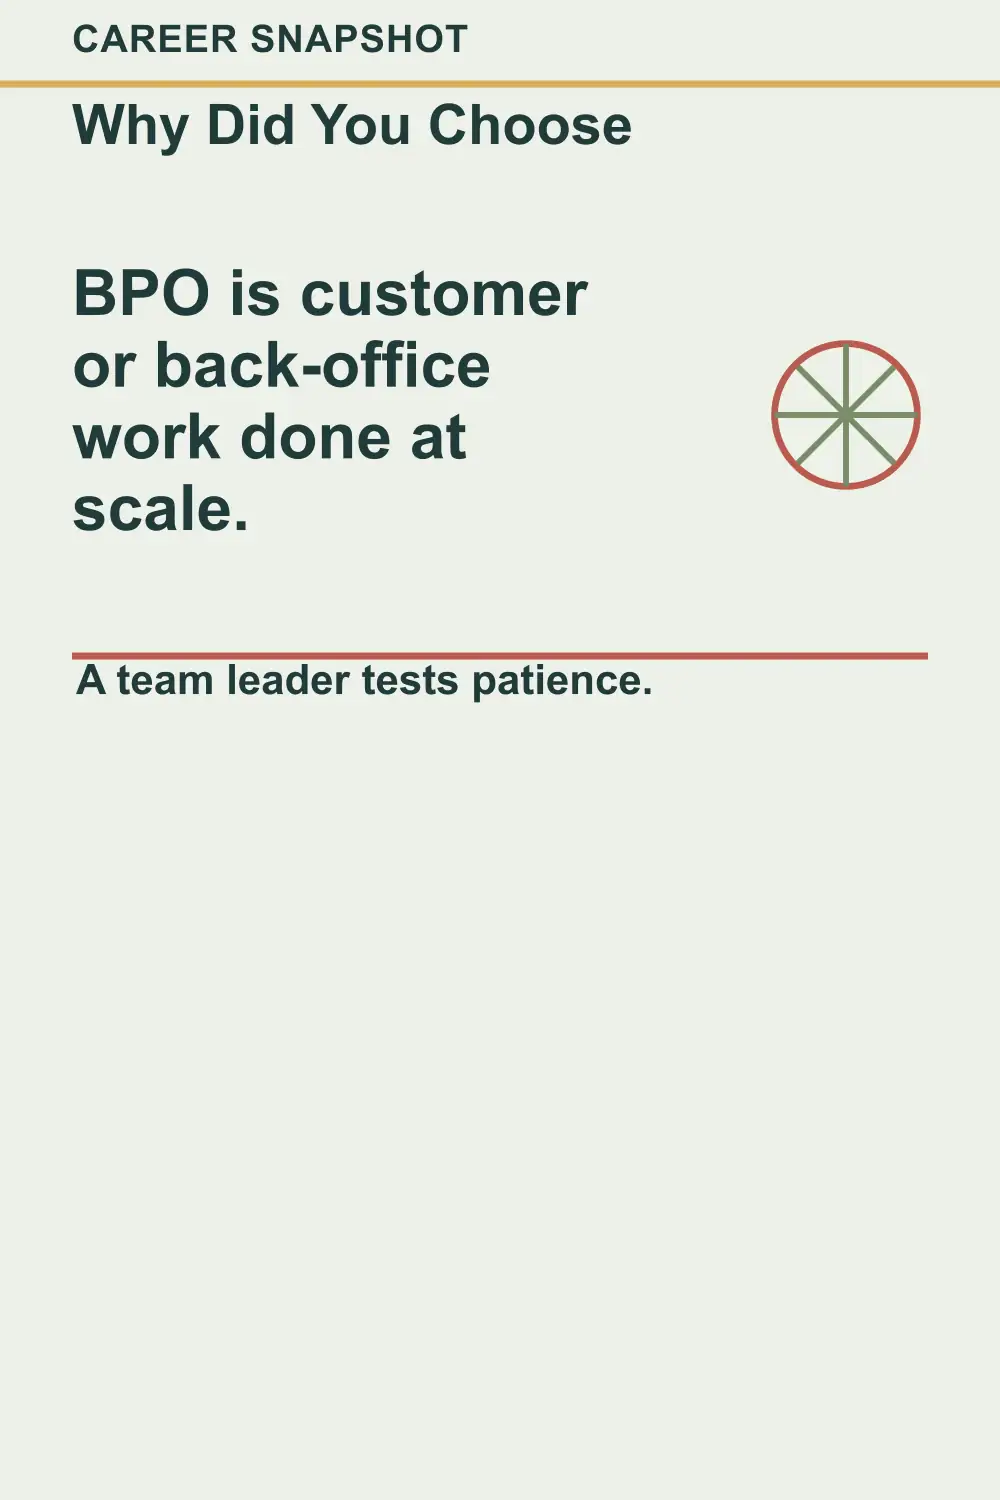 CAREER SNAPSHOT
Why Did You Choose
BPO is customer
or back-office
work done at
scale.
A team leader tests patience.